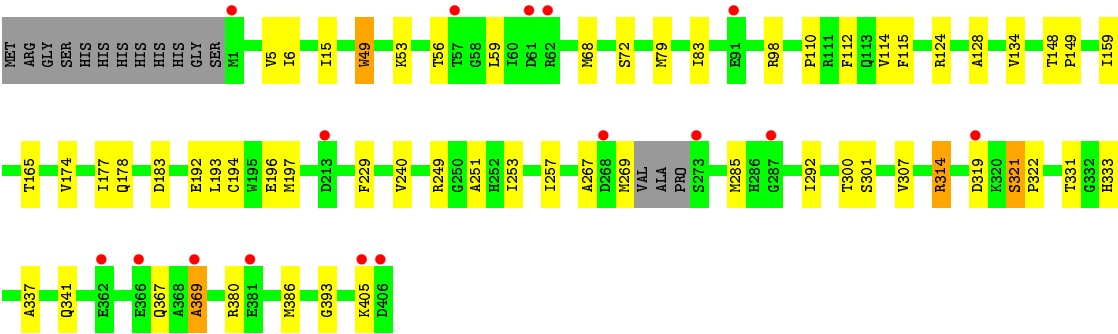 MET ARG GLY SER HIS HIS HIS HIS HIS HIS GLY SER M1 V5 I6 I15 W49 K53 T56 T57 G58 L59 I60 D61 R62 M68 S72 M79 I83 E91 R98 P110 R111 F112 Q113 V114 F115 R124 A128 V134 T148 P149 I159
T165 V174 I177 Q178 D183 E192 L193 C194 W195 E196 M197 D213 F229 V240 R249 G250 A251 H252 I253 I257 A267 D268 M269 VAL ALA PRO S273 M285 H286 G287 I292 T300 S301 V307 R314 D319 K320 S321 P322 T331 G332 H333
A337 Q341 E362 E366 Q367 A368 A369 R380 E381 M386 G393 K405 D406